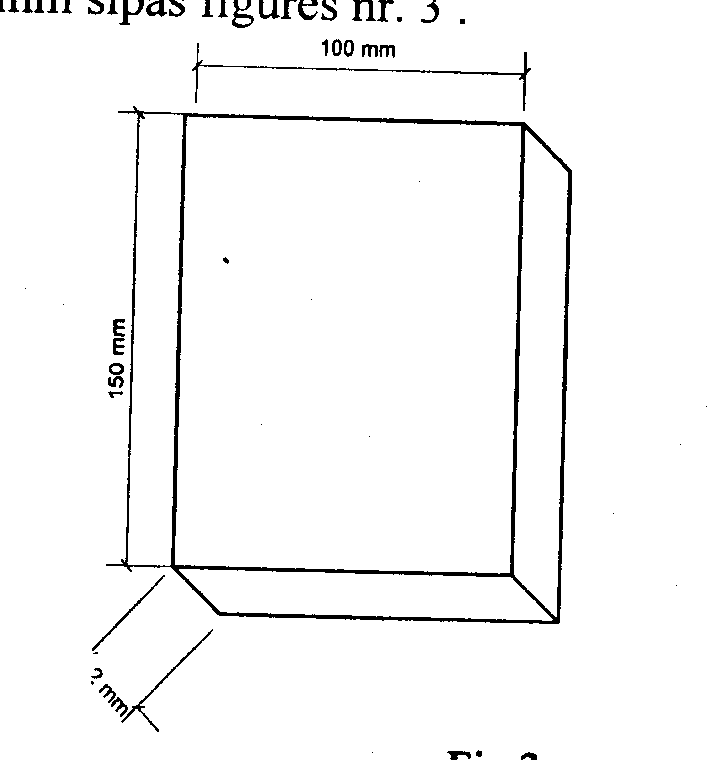 sipas figures nr. 3 .
100 mm
150 mm
? mm